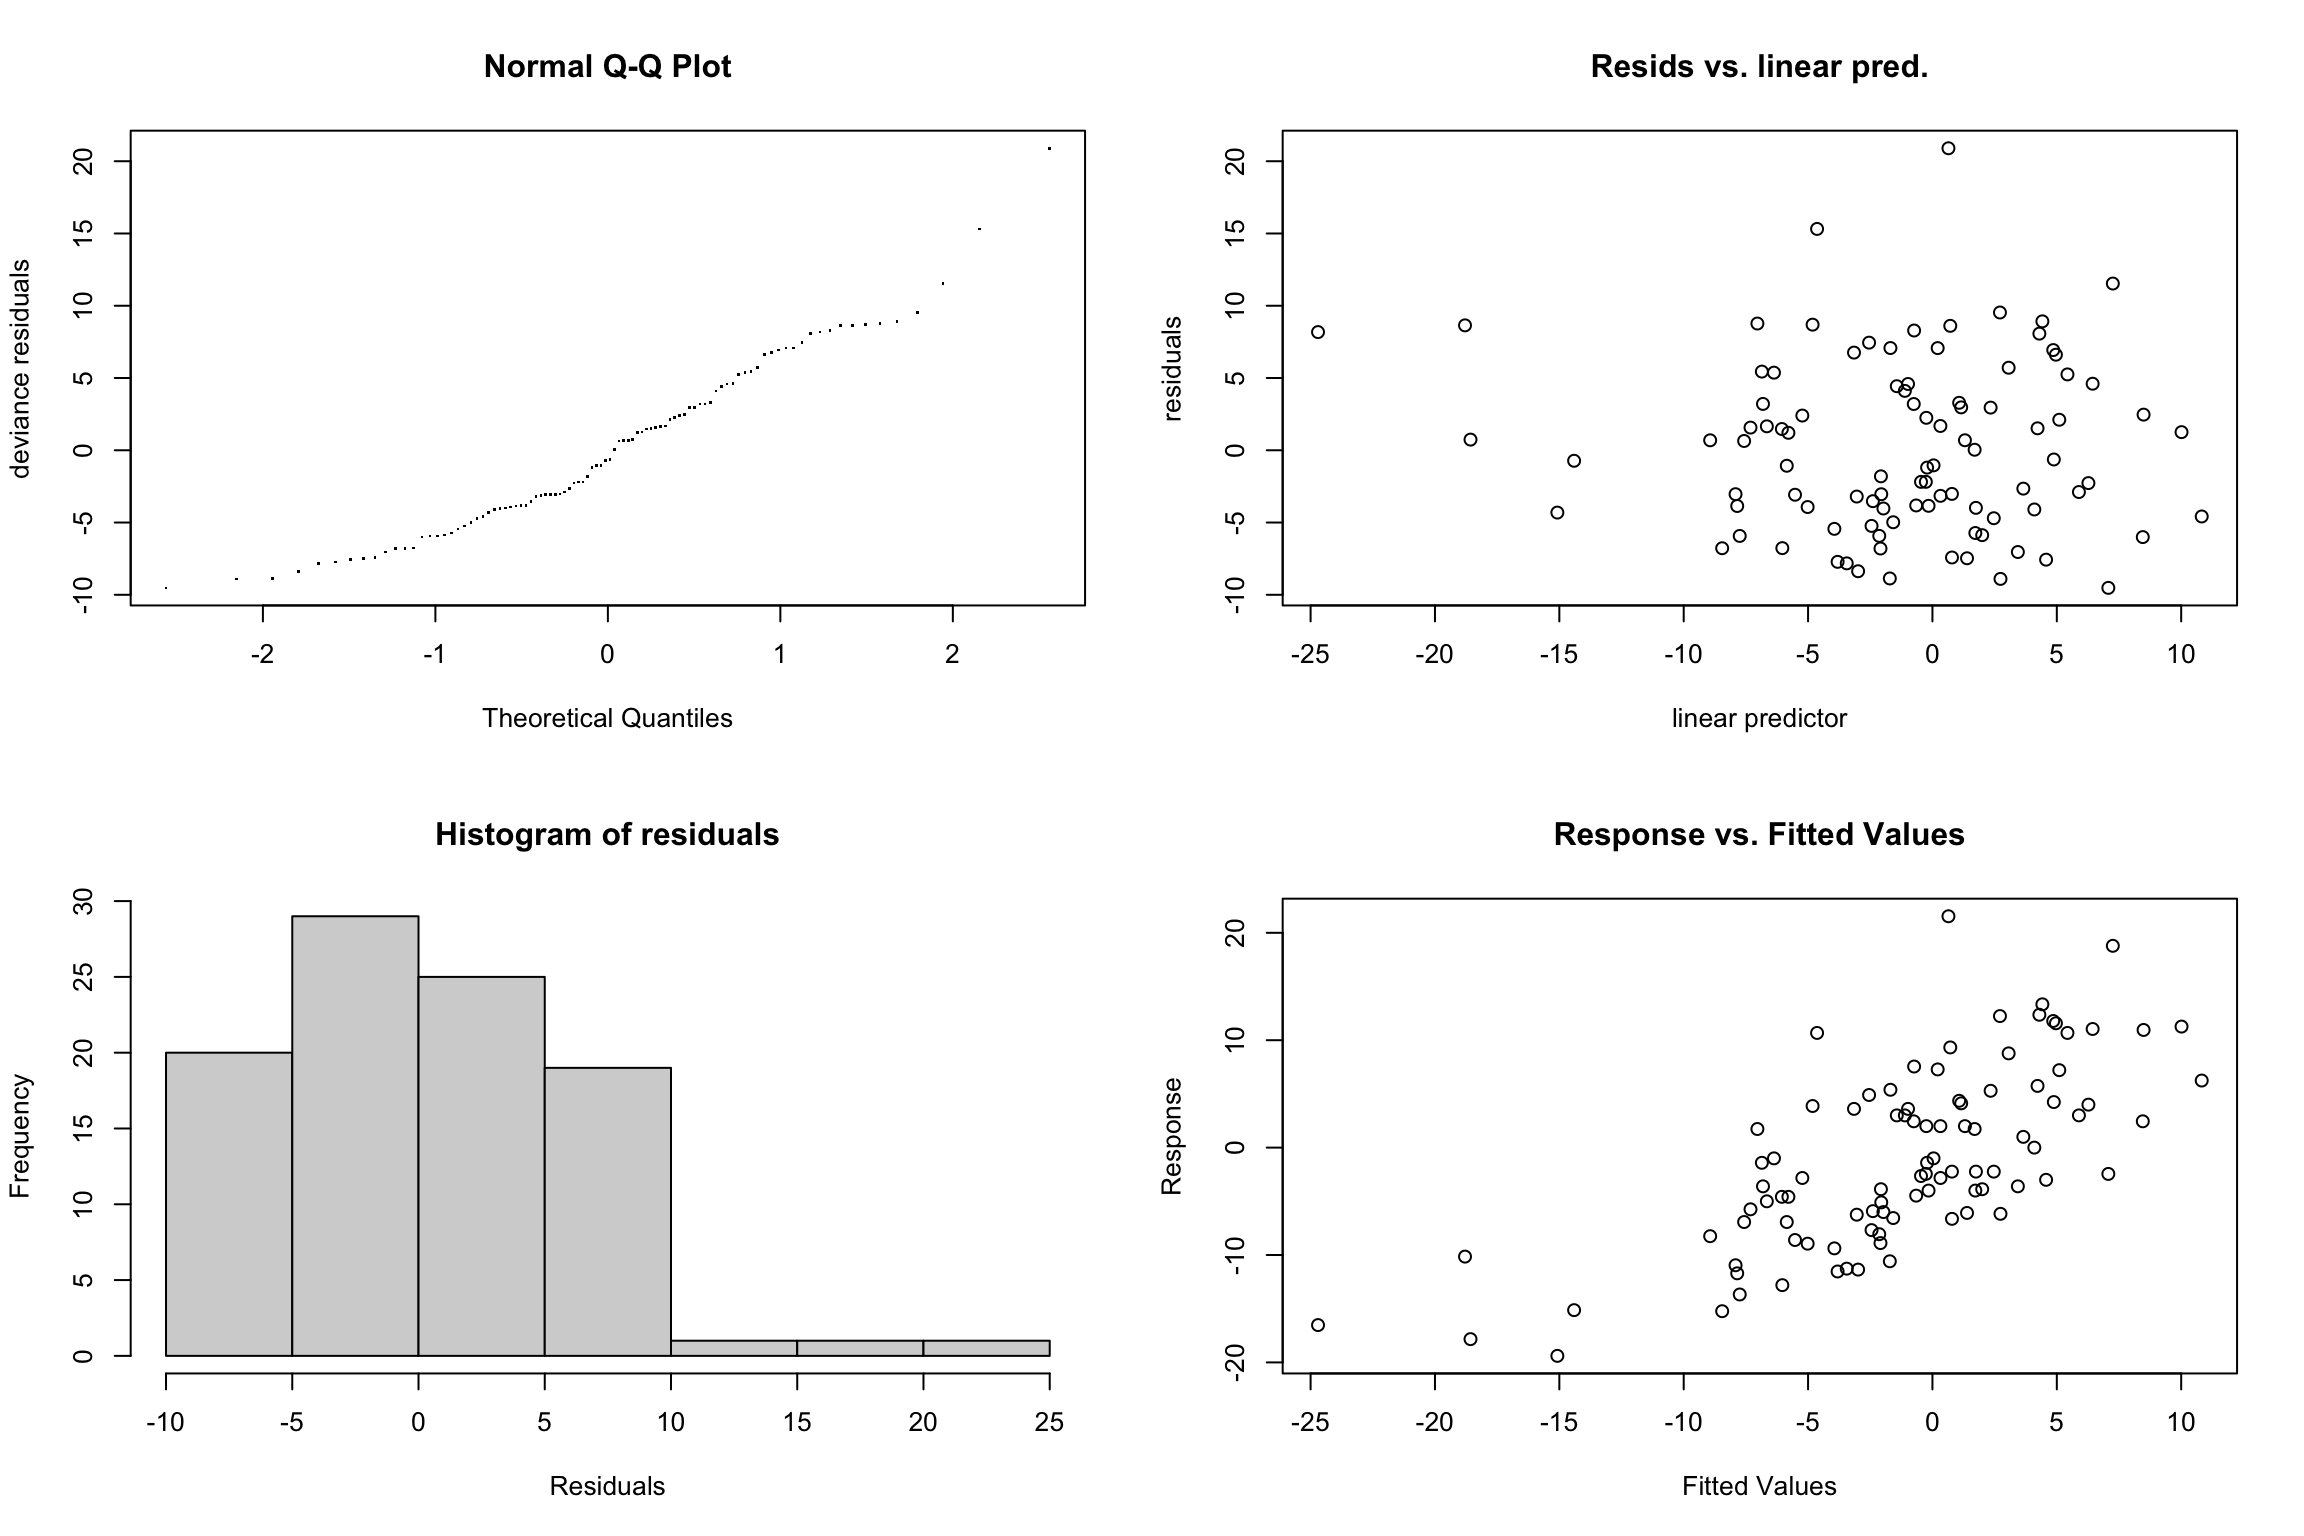 Normal Q-Q Plot
deviance residuals
20
15
10
5
0
-5
-10
-2 -1 0 1 2
Theoretical Quantiles
Resids vs. linear pred.
residuals
20
15
10
5
0
-5
-10
-25 -20 -15 -10 -5 0 5 10
linear predictor
Histogram of residuals
Frequency
30
25
20
15
10
5
0
-10 -5 0 5 10 15 20 25
Residuals
Response vs. Fitted Values
Response
20
10
0
-10
-20
-25 -20 -15 -10 -5 0 5 10
Fitted Values